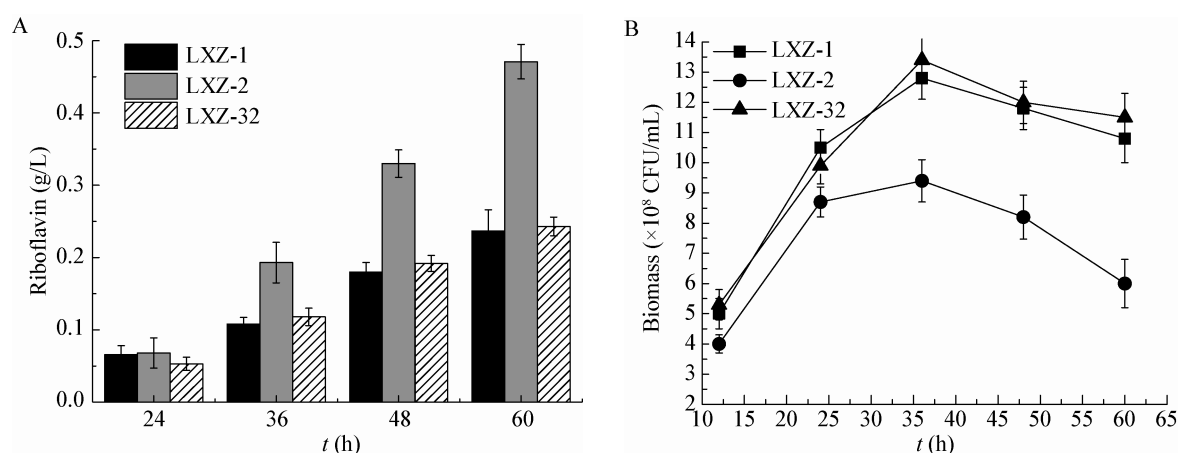 A
Riboflavin (g/L)
0.5
0.4
0.3
0.2
0.1
0.0
LXZ-1
LXZ-2
LXZ-32
24 36 48 60
t (h)
B
Biomass (×10⁸ CFU/mL)
14
13
12
11
10
9
8
7
6
5
4
3
2
LXZ-1
LXZ-2
LXZ-32
10 15 20 25 30 35 40 45 50 55 60 65
t (h)